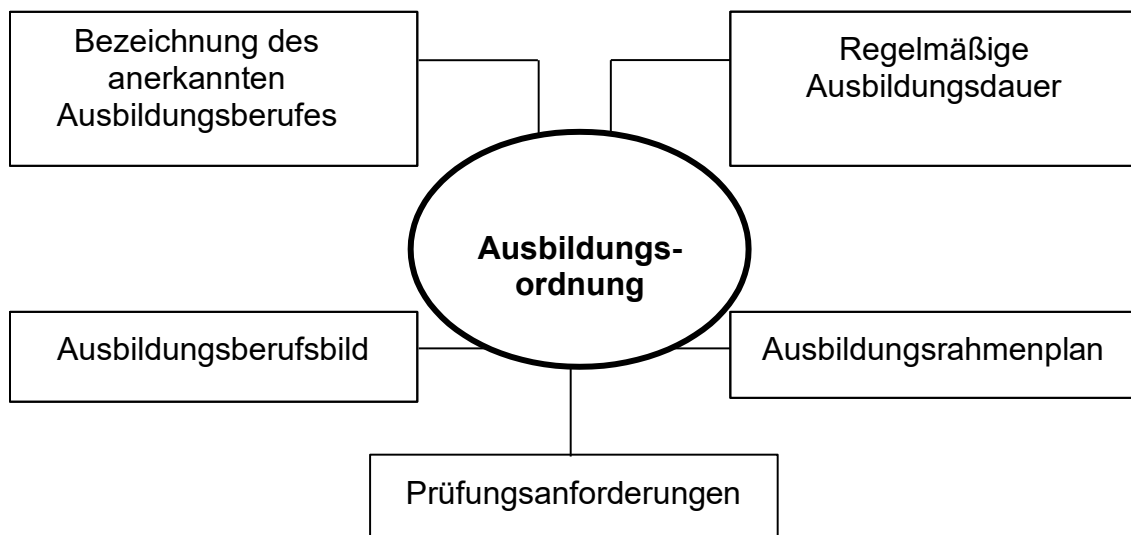 Bezeichnung des
anerkannten
Ausbildungsberufes
Regelmäßige
Ausbildungsdauer
Ausbildungs-
ordnung
Ausbildungsberufsbild
Ausbildungsrahmenplan
Prüfungsanforderungen